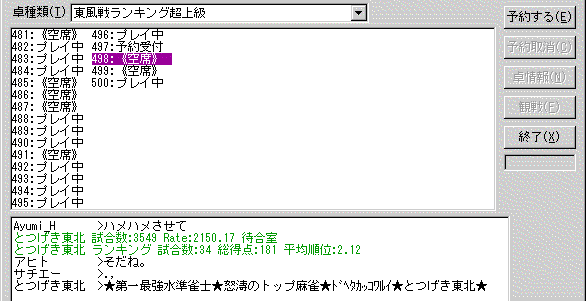 卓種類(T) 東風戦ランキング超上級
予約する(E)
予約取消(C)
卓情報(N)
観戦(F)
終了(X)
481:《空席》 496:プレイ中
482:プレイ中 497:予約受付
483:プレイ中 498:《空席》
484:プレイ中 499:《空席》
485:《空席》 500:プレイ中
486:《空席》
487:《空席》
488:プレイ中
489:プレイ中
490:プレイ中
491:《空席》
492:プレイ中
493:プレイ中
494:プレイ中
495:プレイ中
Ayumi_H >ハメハメさせて
とつげき東北 試合数:3549 Rate:2150.17 待合室
とつげき東北 ランキング 試合数:34 総得点:181 平均順位:2.12
アヒト >そだね。
サチエー >.,
とつげき東北 >★第一最強水準雀士★怒濤のトップ麻雀★ﾄﾞﾍﾀｶｯｺﾜﾙｲ★とつげき東北★